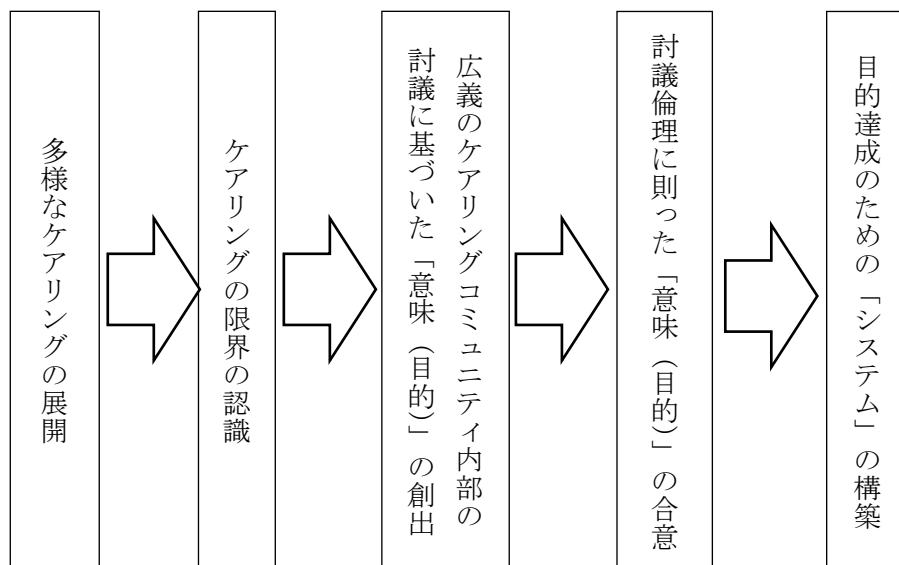 多様なケアリングの展開
ケアリングの限界の認識
広義のケアリングコミュニティ内部の
討議に基づいた「意味（目的）」の創出
討議倫理に則った「意味（目的）」の合意
目的達成のための「システム」の構築